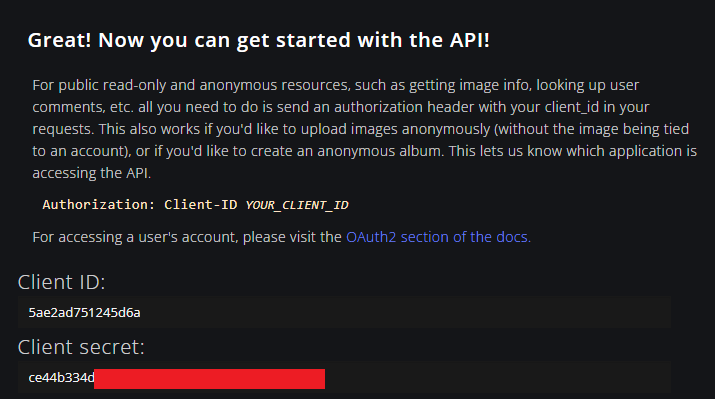 Great! Now you can get started with the API!
For public read-only and anonymous resources, such as getting image info, looking up user
comments, etc. all you need to do is send an authorization header with your client_id in your
requests. This also works if you'd like to upload images anonymously (without the image being tied
to an account), or if you'd like to create an anonymous album. This lets us know which application is
accessing the API.
Authorization: Client-ID YOUR_CLIENT_ID
For accessing a user's account, please visit the OAuth2 section of the docs.
Client ID:
5ae2ad751245d6a
Client secret:
ce44b334d